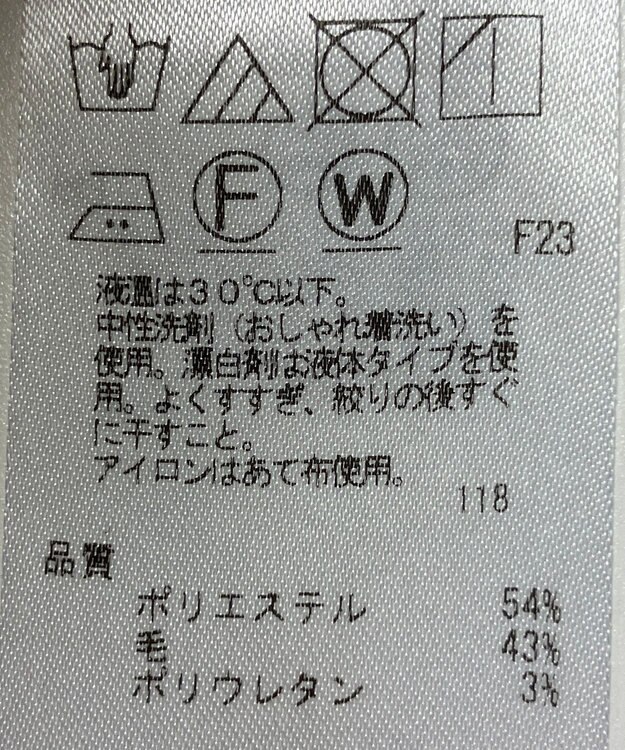 F W
F23
液温は30℃以下。
中性洗剤（おしゃれ着洗い）を
使用。漂白剤は液体タイプを使
用。よくすすぎ、絞りの後すぐ
に干すこと。
アイロンはあて布使用。
118
品質
ポリエステル 54%
毛 43%
ポリウレタン 3%